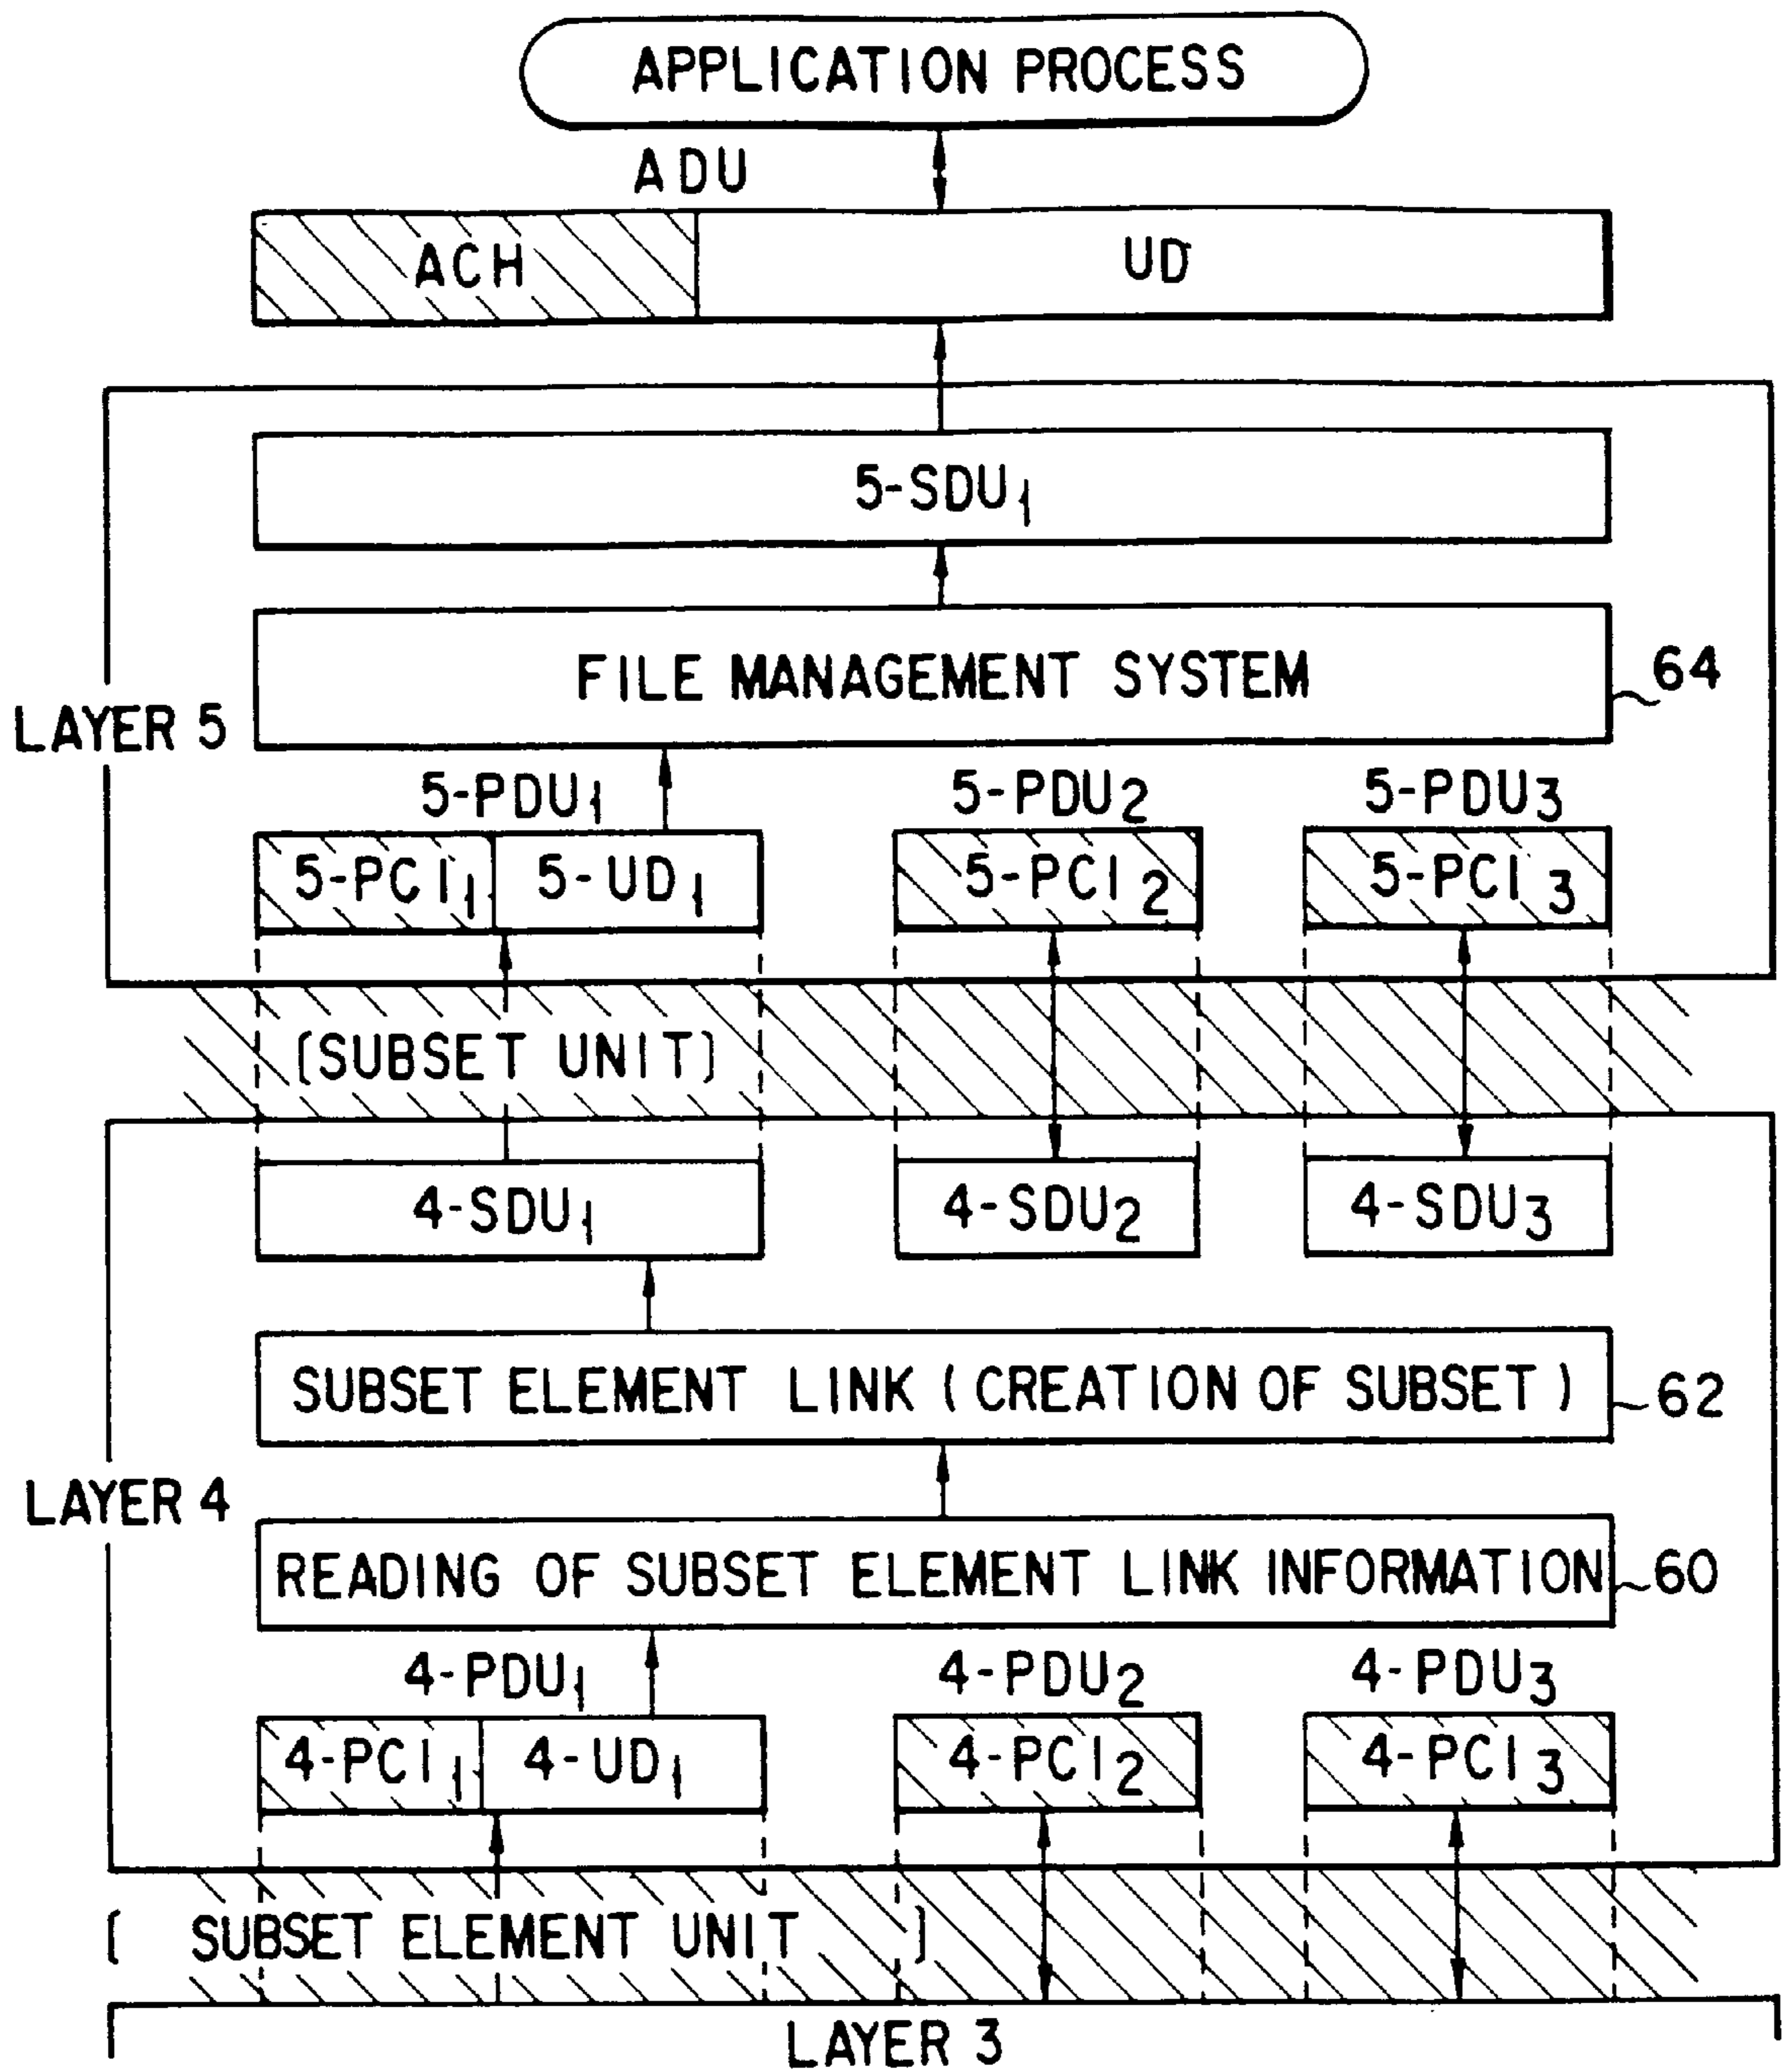 APPLICATION PROCESS
ADU
ACH UD
5-SDU1
FILE MANAGEMENT SYSTEM 64
LAYER 5
5-PDU1 5-PDU2 5-PDU3
5-PCI1 5-UD1 5-PCI2 5-PCI3
[SUBSET UNIT]
4-SDU1 4-SDU2 4-SDU3
SUBSET ELEMENT LINK (CREATION OF SUBSET) 62
LAYER 4
READING OF SUBSET ELEMENT LINK INFORMATION 60
4-PDU1 4-PDU2 4-PDU3
4-PCI1 4-UD1 4-PCI2 4-PCI3
[SUBSET ELEMENT UNIT]
LAYER 3